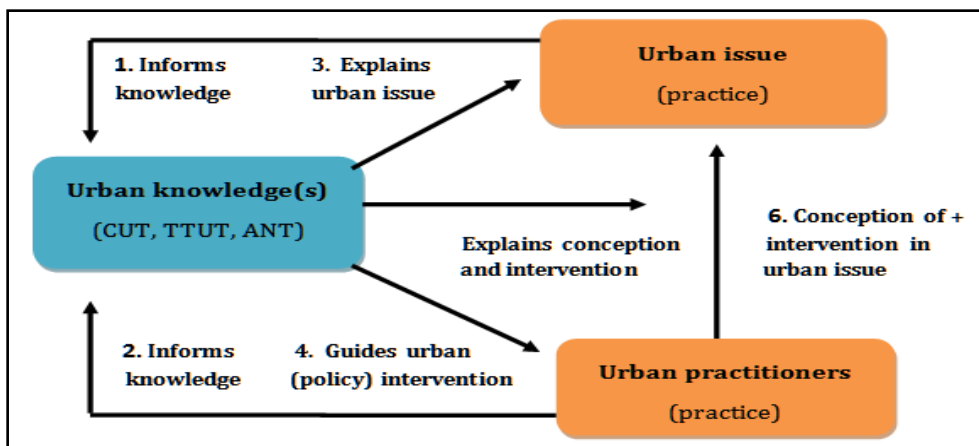 1. Informs
knowledge
3. Explains
urban issue
Urban issue
(practice)
Urban knowledge(s)
(CUT, TTUT, ANT)
Explains conception
and intervention
6. Conception of +
intervention in
urban issue
2. Informs
knowledge
4. Guides urban
(policy) intervention
Urban practitioners
(practice)